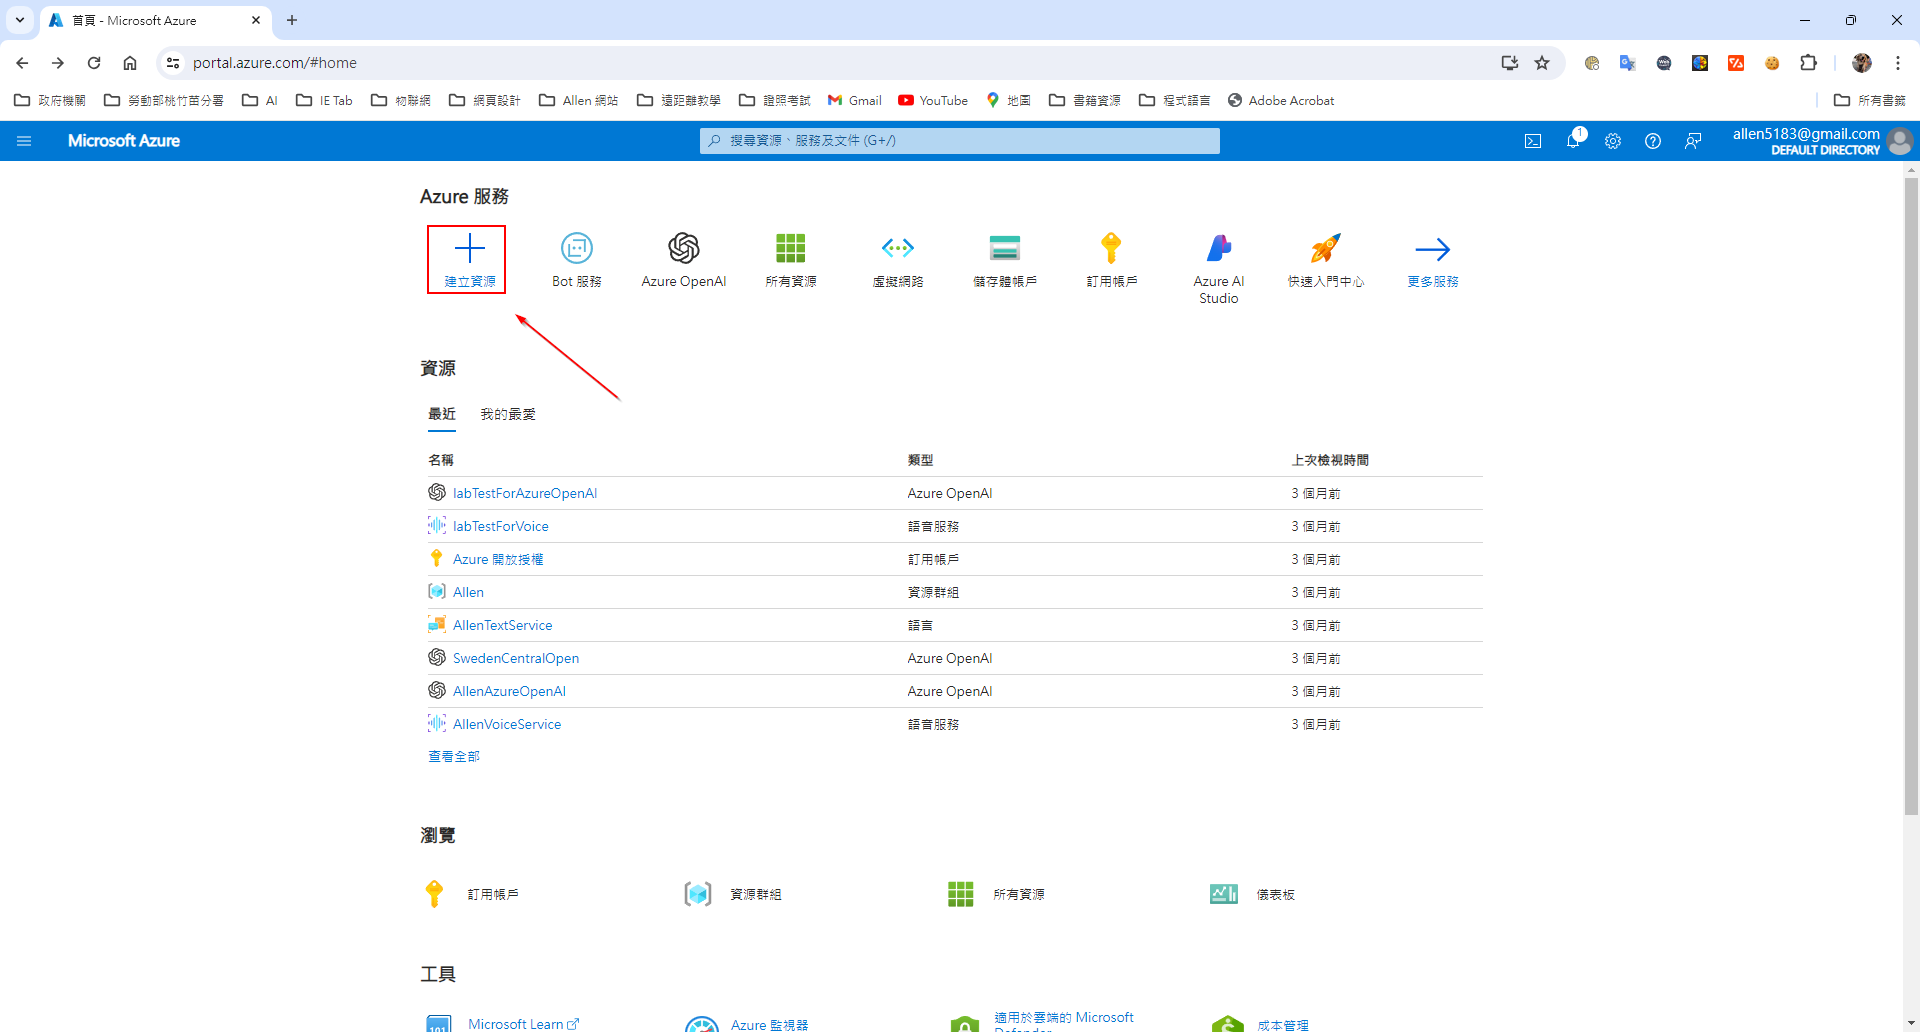 首頁 - Microsoft Azure
portal.azure.com/#home
政府機關
勞動部桃竹苗分署
AI
IE Tab
物聯網
網頁設計
Allen 網站
遠距離教學
證照考試
Gmail
YouTube
地圖
書籍資源
程式語言
Adobe Acrobat
所有書籤
Microsoft Azure
搜尋資源、服務及文件 (G+/)
1
allen5183@gmail.com
DEFAULT DIRECTORY
Azure 服務
建立資源
Bot 服務
Azure OpenAI
所有資源
虛擬網路
儲存體帳戶
訂用帳戶
Azure AI
Studio
快速入門中心
更多服務
資源
最近
我的最愛
名稱
類型
上次檢視時間
labTestForAzureOpenAI
Azure OpenAI
3 個月前
labTestForVoice
語音服務
3 個月前
Azure 開放授權
訂用帳戶
3 個月前
Allen
資源群組
3 個月前
AllenTextService
語言
3 個月前
SwedenCentralOpen
Azure OpenAI
3 個月前
AllenAzureOpenAI
Azure OpenAI
3 個月前
AllenVoiceService
語音服務
3 個月前
查看全部
瀏覽
訂用帳戶
資源群組
所有資源
儀表板
工具
101
Microsoft Learn
Azure 監視器
適用於雲端的 Microsoft
Defender
成本管理